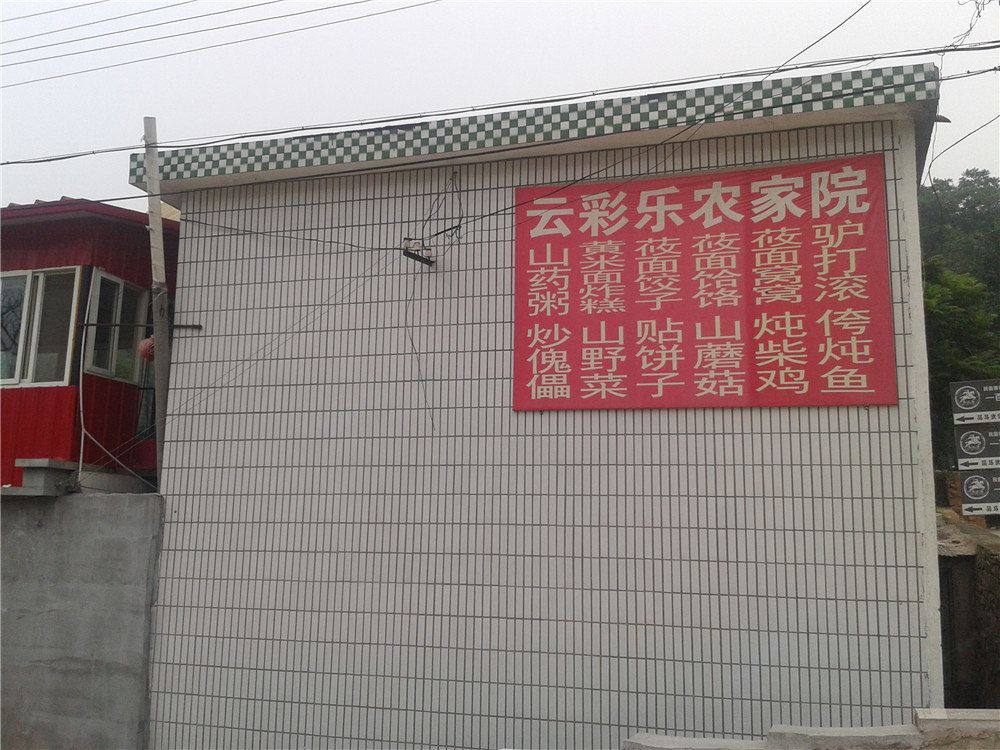 云彩乐农家院
山药粥 炒傀儡
黄米面炸糕 山野菜
莜面饺子 贴饼子
莜面饸饹 山蘑菇
莜面窝窝 炖柴鸡
驴打滚 侉炖鱼